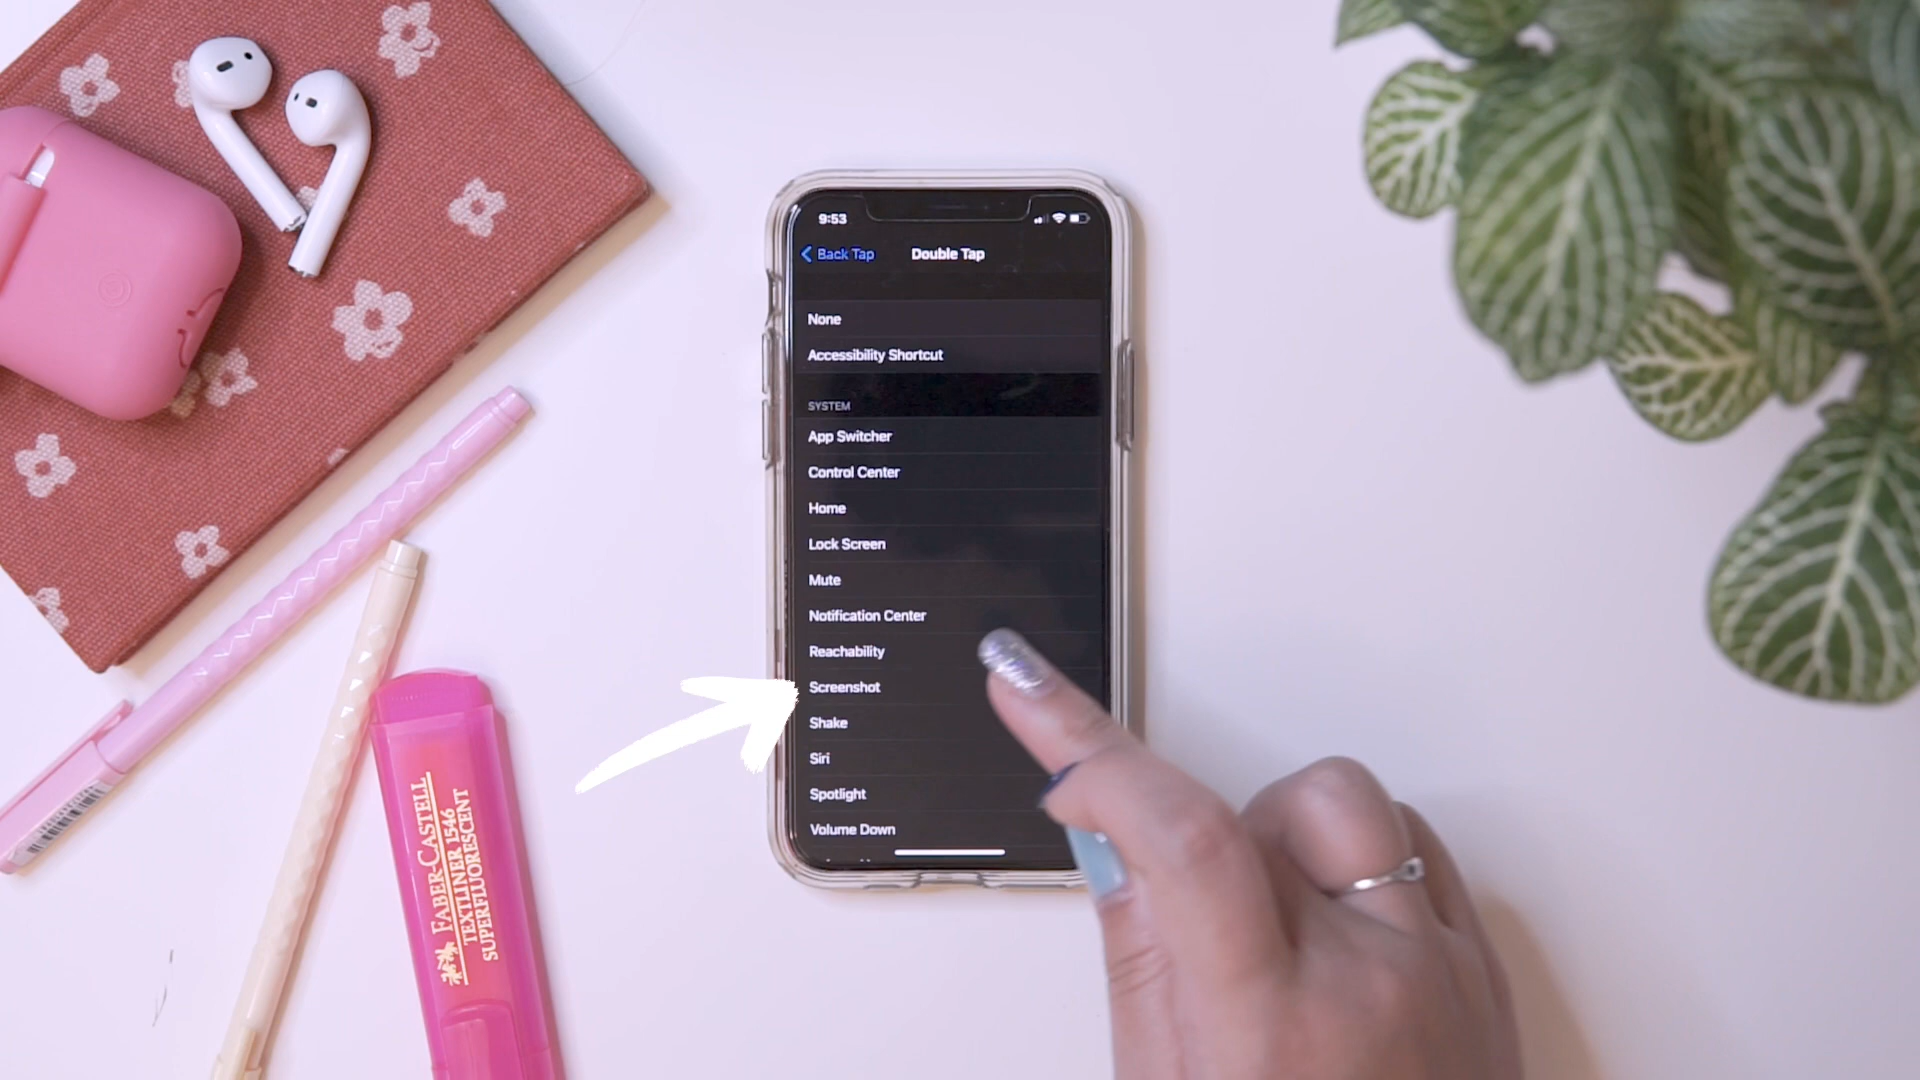 9:53
Back Tap
Double Tap
None
Accessibility Shortcut
SYSTEM
App Switcher
Control Center
Home
Lock Screen
Mute
Notification Center
Reachability
Screenshot
Shake
Siri
Spotlight
Volume Down
FABER-CASTELL
TEXTLINER 1546
SUPERFLUORESCENT